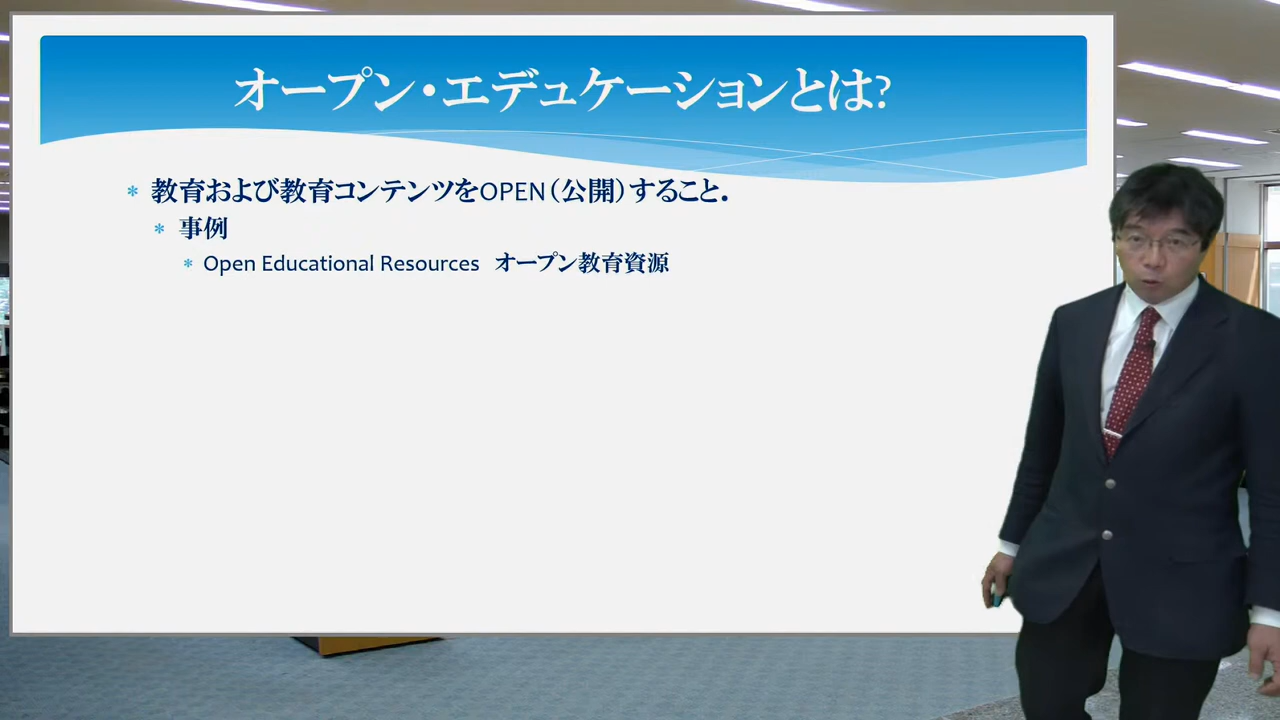 オープン・エデュケーションとは?
* 教育および教育コンテンツをOPEN（公開）すること．
* 事例
* Open Educational Resources　オープン教育資源